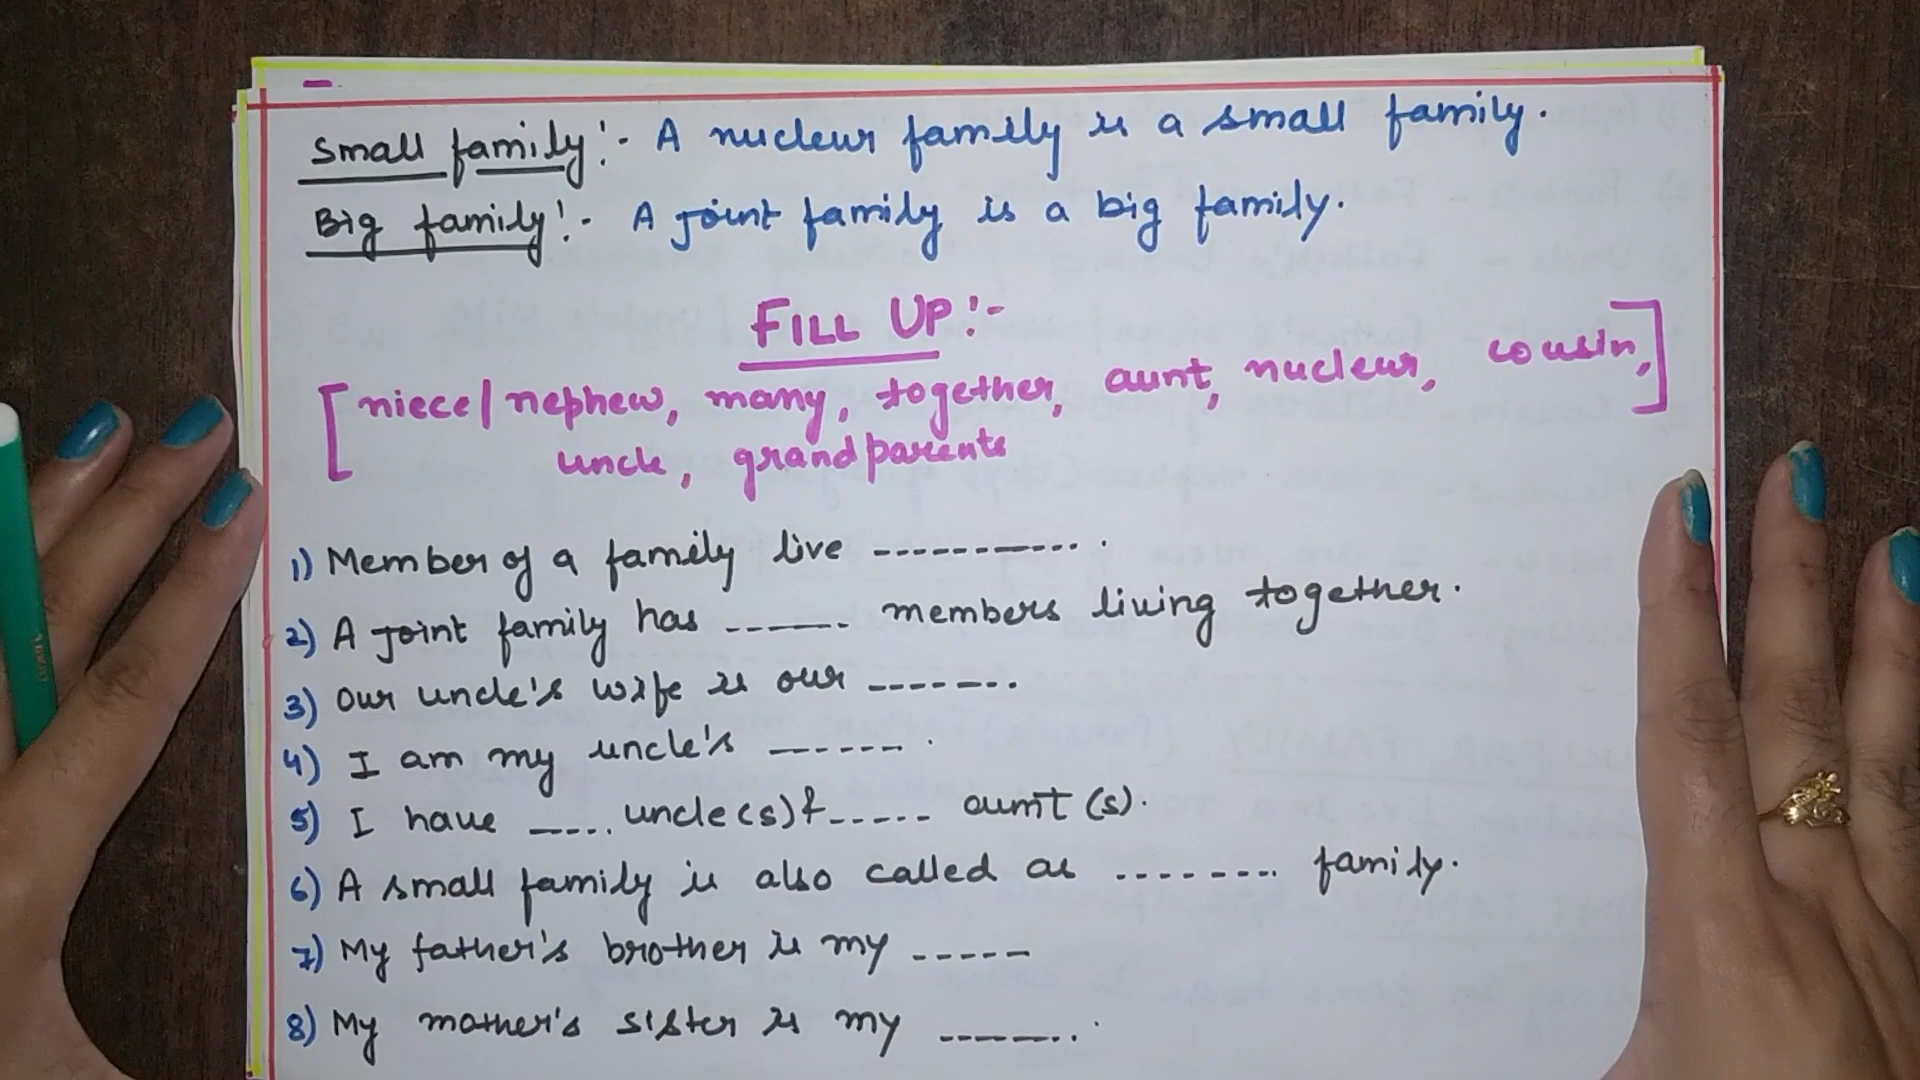 Small family:- A nucleur family is a small family.
Big family:- A joint family is a big family.
FILL UP:-
[niece/nephew, many, together, aunt, nucleur, cousin,]
uncle, grandparents
1) Member of a family live ------------.
2) A joint family has ------- members living together.
3) Our uncle's wife is our --------.
4) I am my uncle's -------.
5) I have ----- uncle(s) & ------ aunt (s).
6) A small family is also called as --------- family.
7) My father's brother is my ------
8) My mother's sister is my --------.